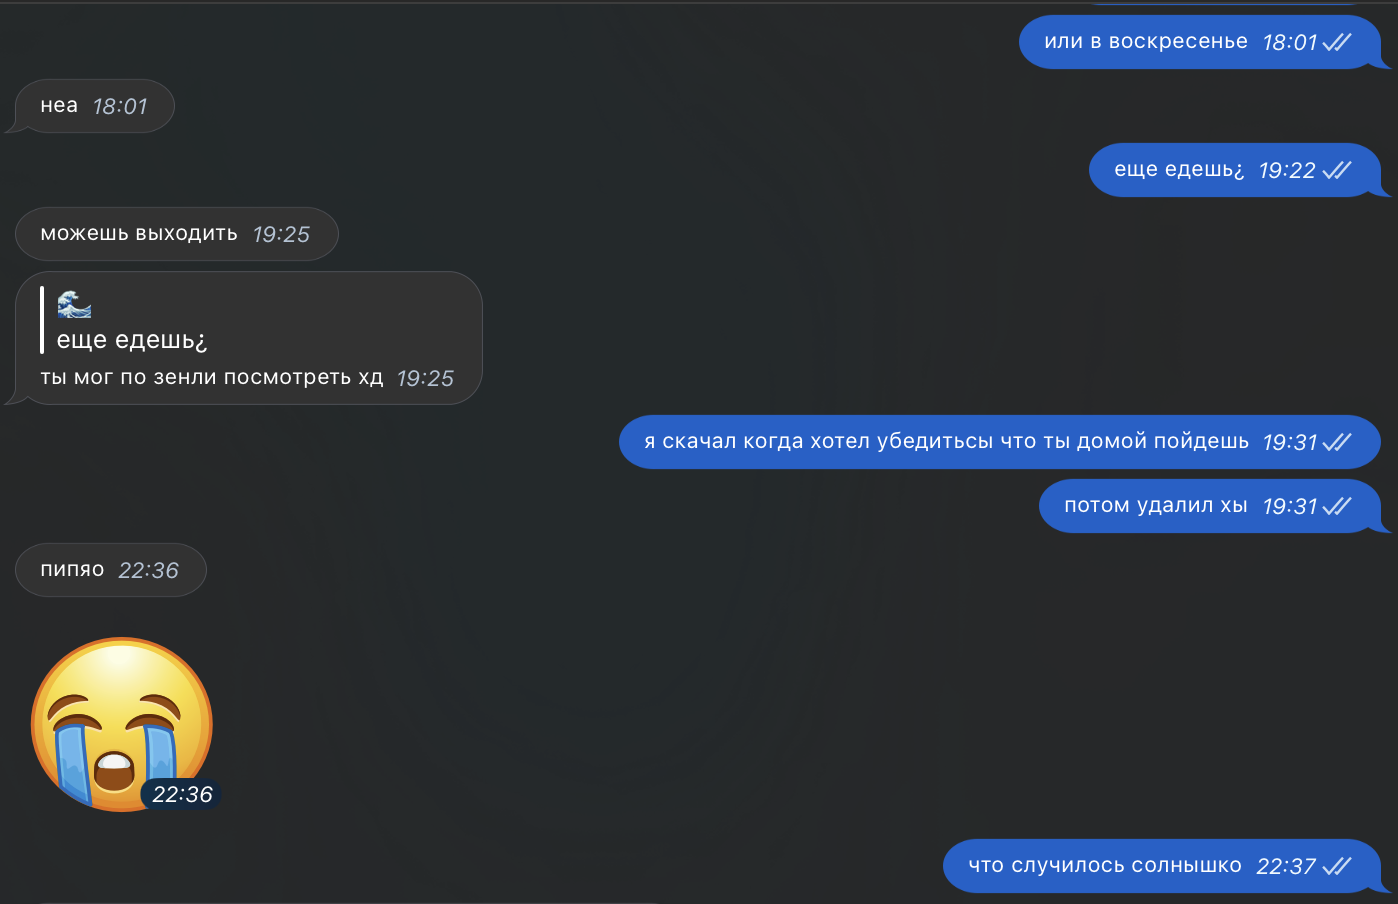 или в воскресенье 18:01
неа 18:01
еще едешь¿ 19:22
можешь выходить 19:25
🌊
еще едешь¿
ты мог по зенли посмотреть хд 19:25
я скачал когда хотел убедитьсы что ты домой пойдешь 19:31
потом удалил хы 19:31
пипяо 22:36
22:36
что случилось солнышко 22:37